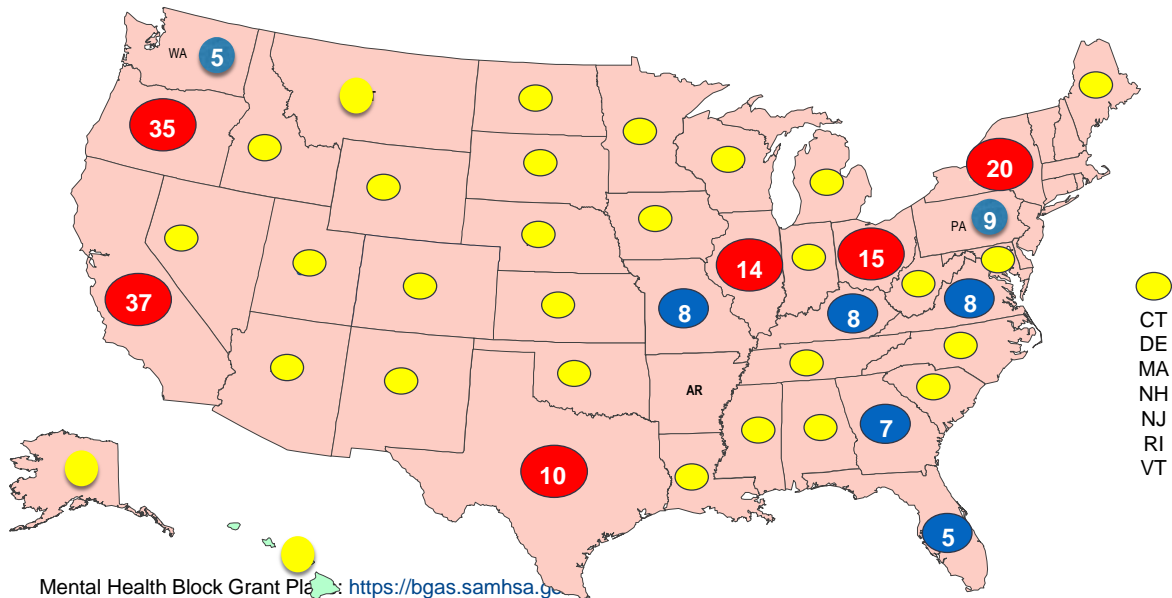 WA
5
35
20
PA
9
37
14
15
8
8
8
CT
DE
MA
NH
NJ
RI
VT
AR
7
10
5
Mental Health Block Grant https://bgas.samhsa.g